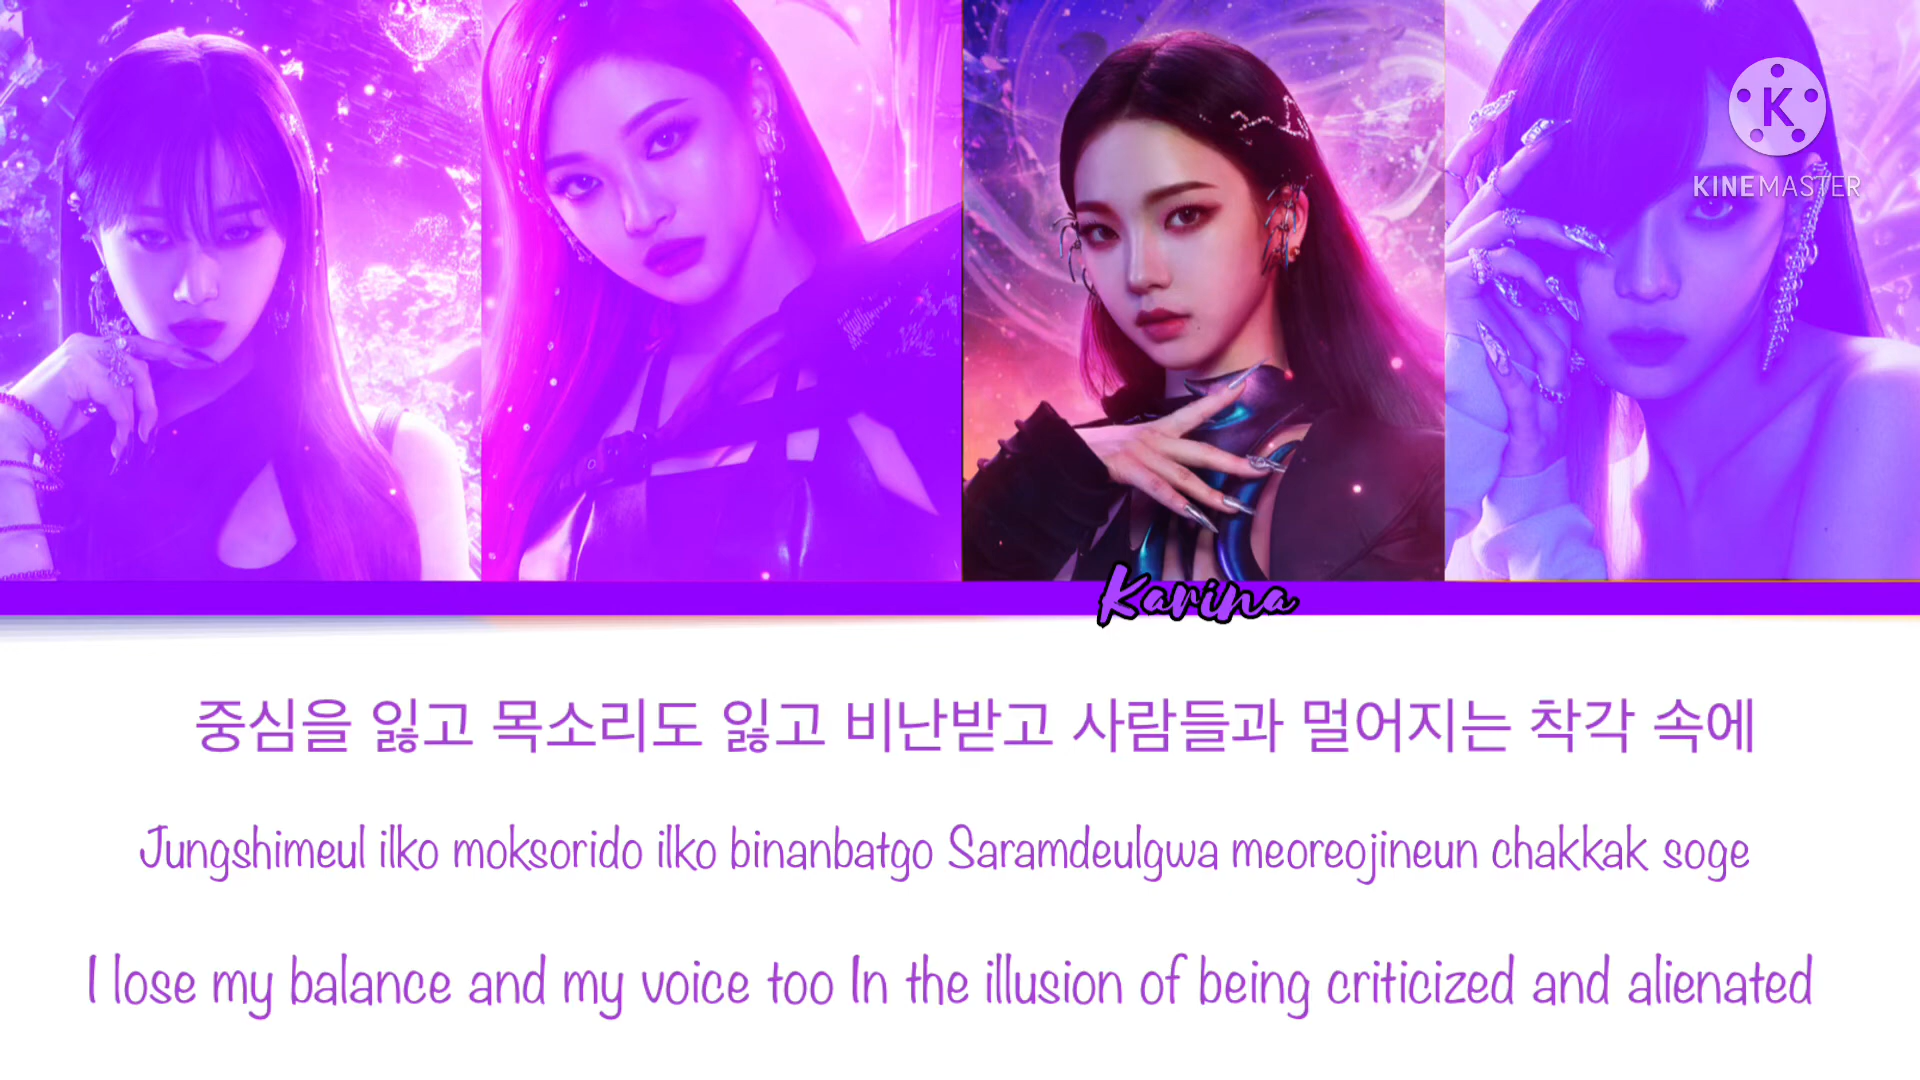 K
KINEMASTER
Karina
중심을 잃고 목소리도 잃고 비난받고 사람들과 멀어지는 착각 속에
Jungshimeul ilko moksorido ilko binanbatgo Saramdeulgwa meoreojineun chakkak soge
I lose my balance and my voice too In the illusion of being criticized and alienated